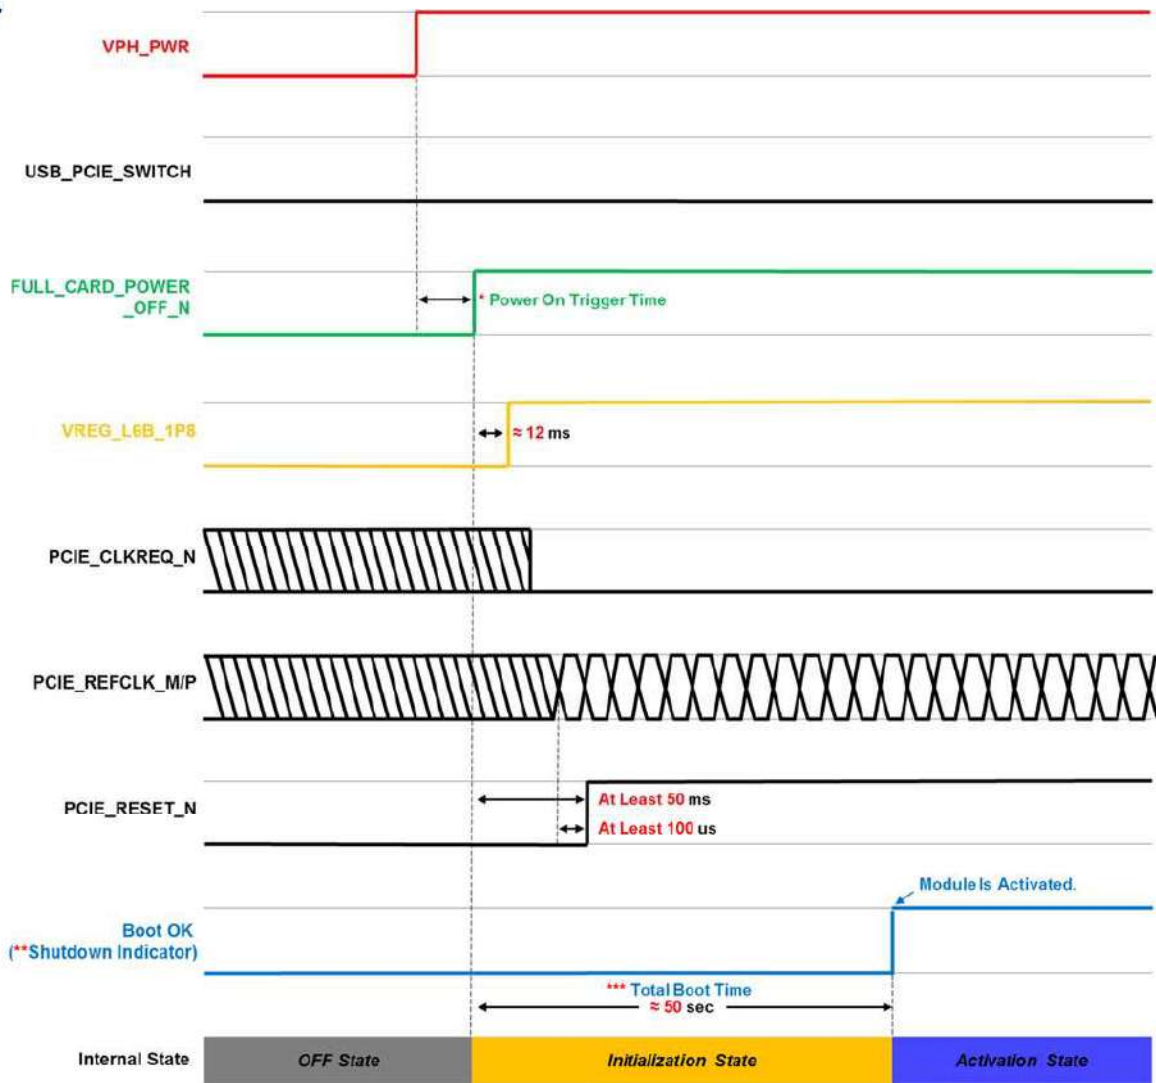 VPH_PWR
USB_PCIE_SWITCH
FULL_CARD_POWER
_OFF_N
* Power On Trigger Time
VREG_L6B_1P8
≈ 12 ms
PCIE_CLKREQ_N
PCIE_REFCLK_M/P
PCIE_RESET_N
At Least 50 ms
At Least 100 us
Module Is Activated.
Boot OK
(**Shutdown Indicator)
*** Total Boot Time
≈ 50 sec
Internal State
OFF State
Initialization State
Activation State